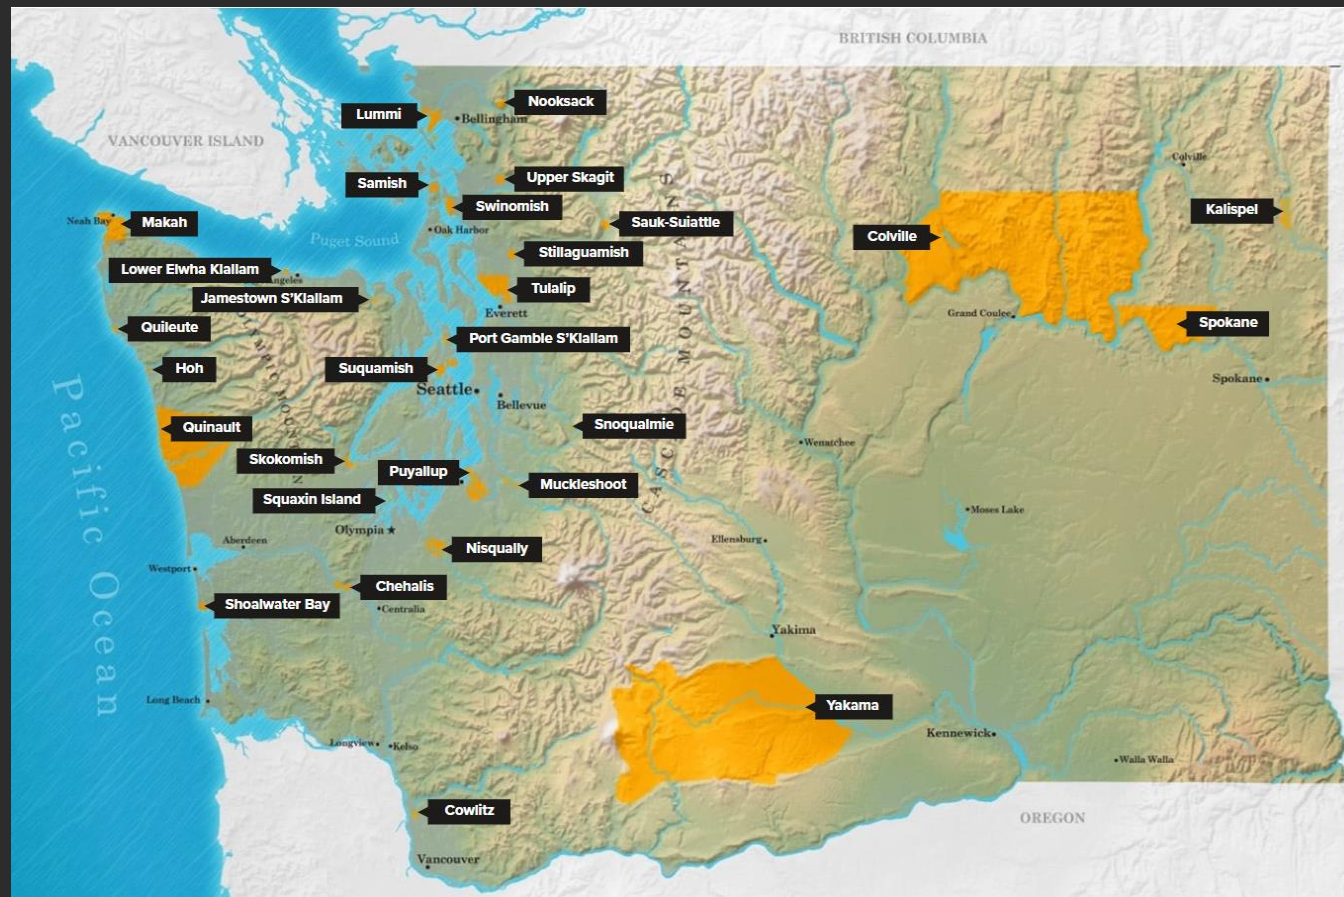 BRITISH COLUMBIA
Lummi
Nooksack
Bellingham
VANCOUVER ISLAND
Colville
Samish
Upper Skagit
Swinomish
Kalispel
Neah Bay
Makah
Sauk-Suiattle
Oak Harbor
Puget Sound
Colville
Stillaguamish
Lower Elwha Klallam
Angeles
Tulalip
Jamestown S'Klallam
Everett
Grand Coulee
Spokane
Quileute
Port Gamble S'Klallam
Hoh
Suquamish
Seattle
Spokane
Bellevue
CASCADE MOUNTAINS
Pacific Ocean
Quinault
Snoqualmie
Wenatchee
Skokomish
Puyallup
Muckleshoot
Squaxin Island
Moses Lake
Olympia
Aberdeen
Ellensburg
Nisqually
Westport
Chehalis
Shoalwater Bay
Centralia
Yakima
Long Beach
Yakama
Longview
Kelso
Kennewick
Walla Walla
Cowlitz
OREGON
Vancouver